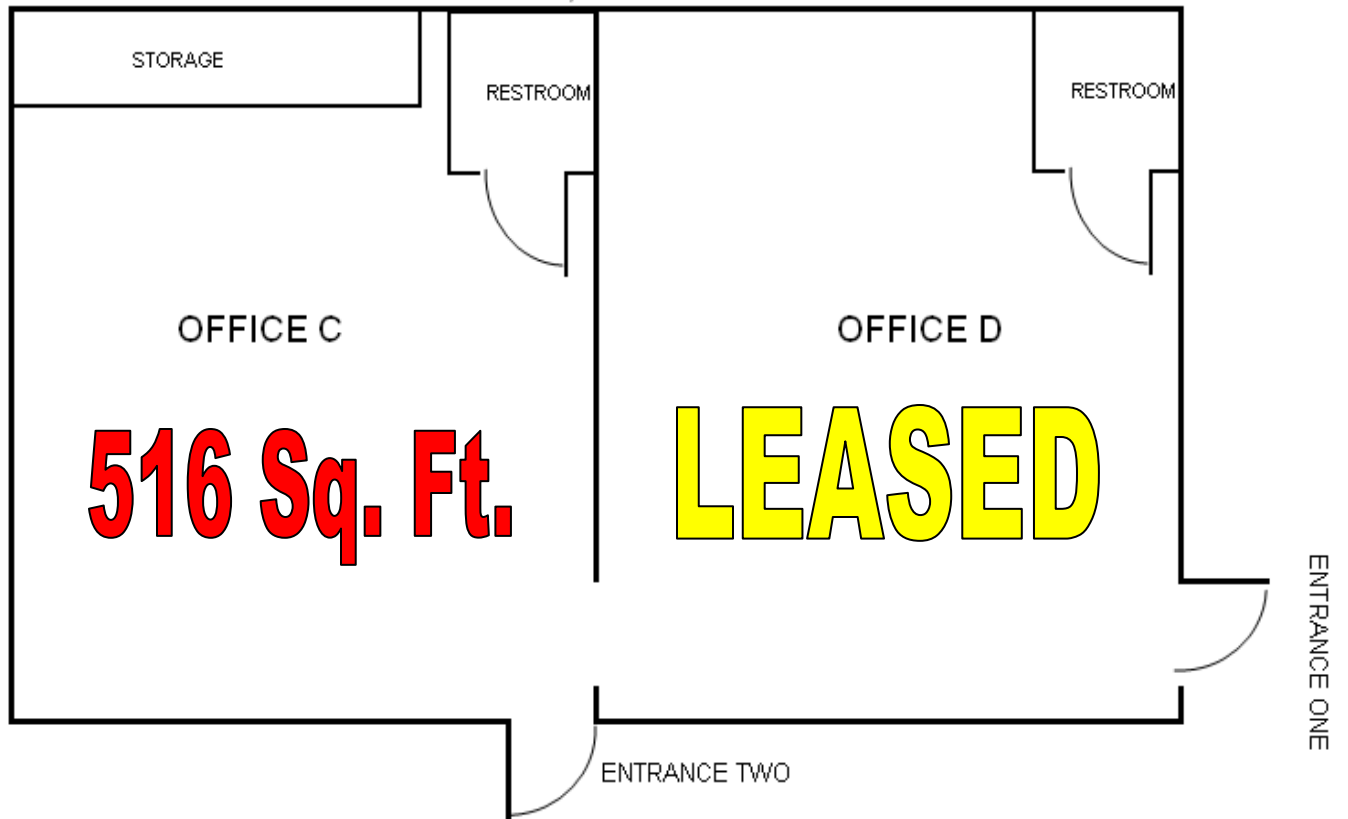 STORAGE
RESTROOM
RESTROOM
OFFICE C
OFFICE D
516 Sq. Ft.
LEASED
ENTRANCE ONE
ENTRANCE TWO